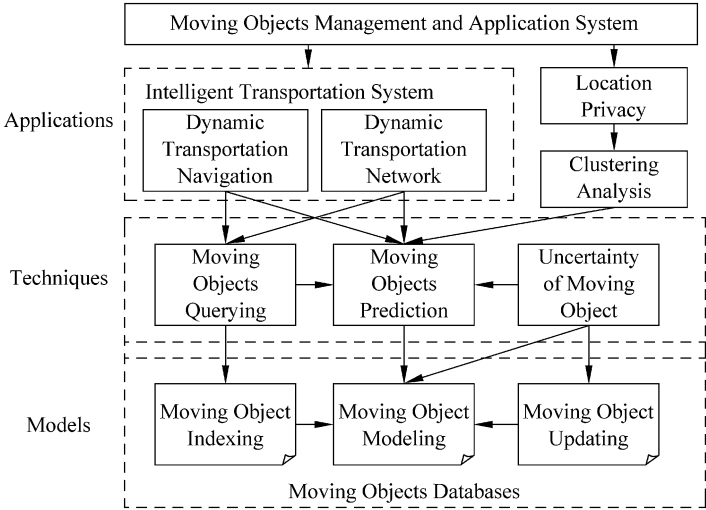 Moving Objects Management and Application System
Applications
Intelligent Transportation System
Dynamic
Transportation
Navigation
Dynamic
Transportation
Network
Location
Privacy
Clustering
Analysis
Techniques
Moving
Objects
Querying
Moving
Objects
Prediction
Uncertainty
of Moving
Object
Models
Moving Object
Indexing
Moving Object
Modeling
Moving Object
Updating
Moving Objects Databases